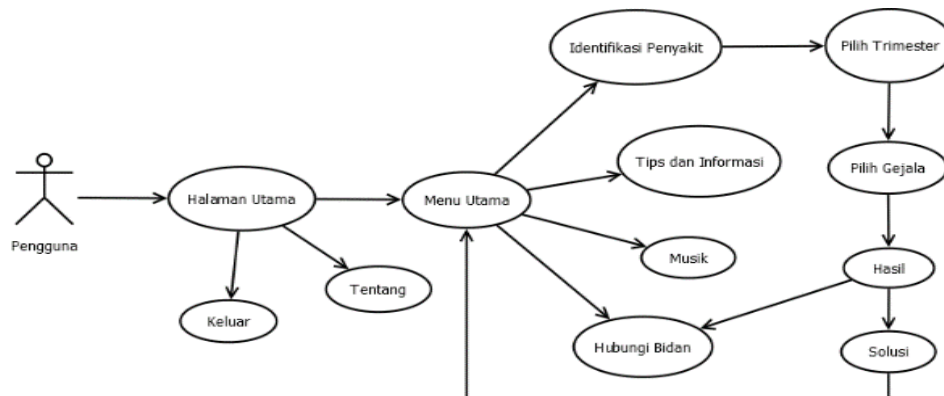 Identifikasi Penyakit
Pilih Trimester
Tips dan Informasi
Pilih Gejala
Halaman Utama
Menu Utama
Pengguna
Musik
Hasil
Tentang
Keluar
Hubungi Bidan
Solusi